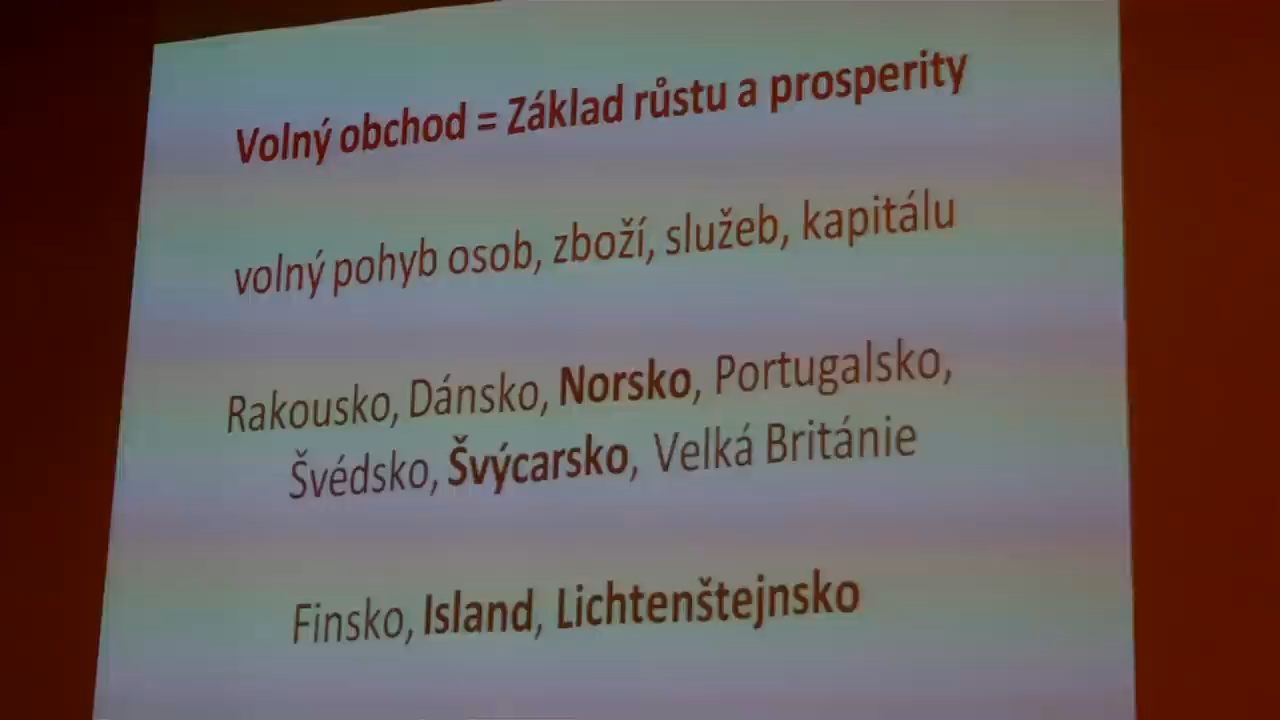 Volný obchod = Základ růstu a prosperity
volný pohyb osob, zboží, služeb, kapitálu
Rakousko, Dánsko, Norsko, Portugalsko,
Švédsko, Švýcarsko, Velká Británie
Finsko, Island, Lichtenštejnsko